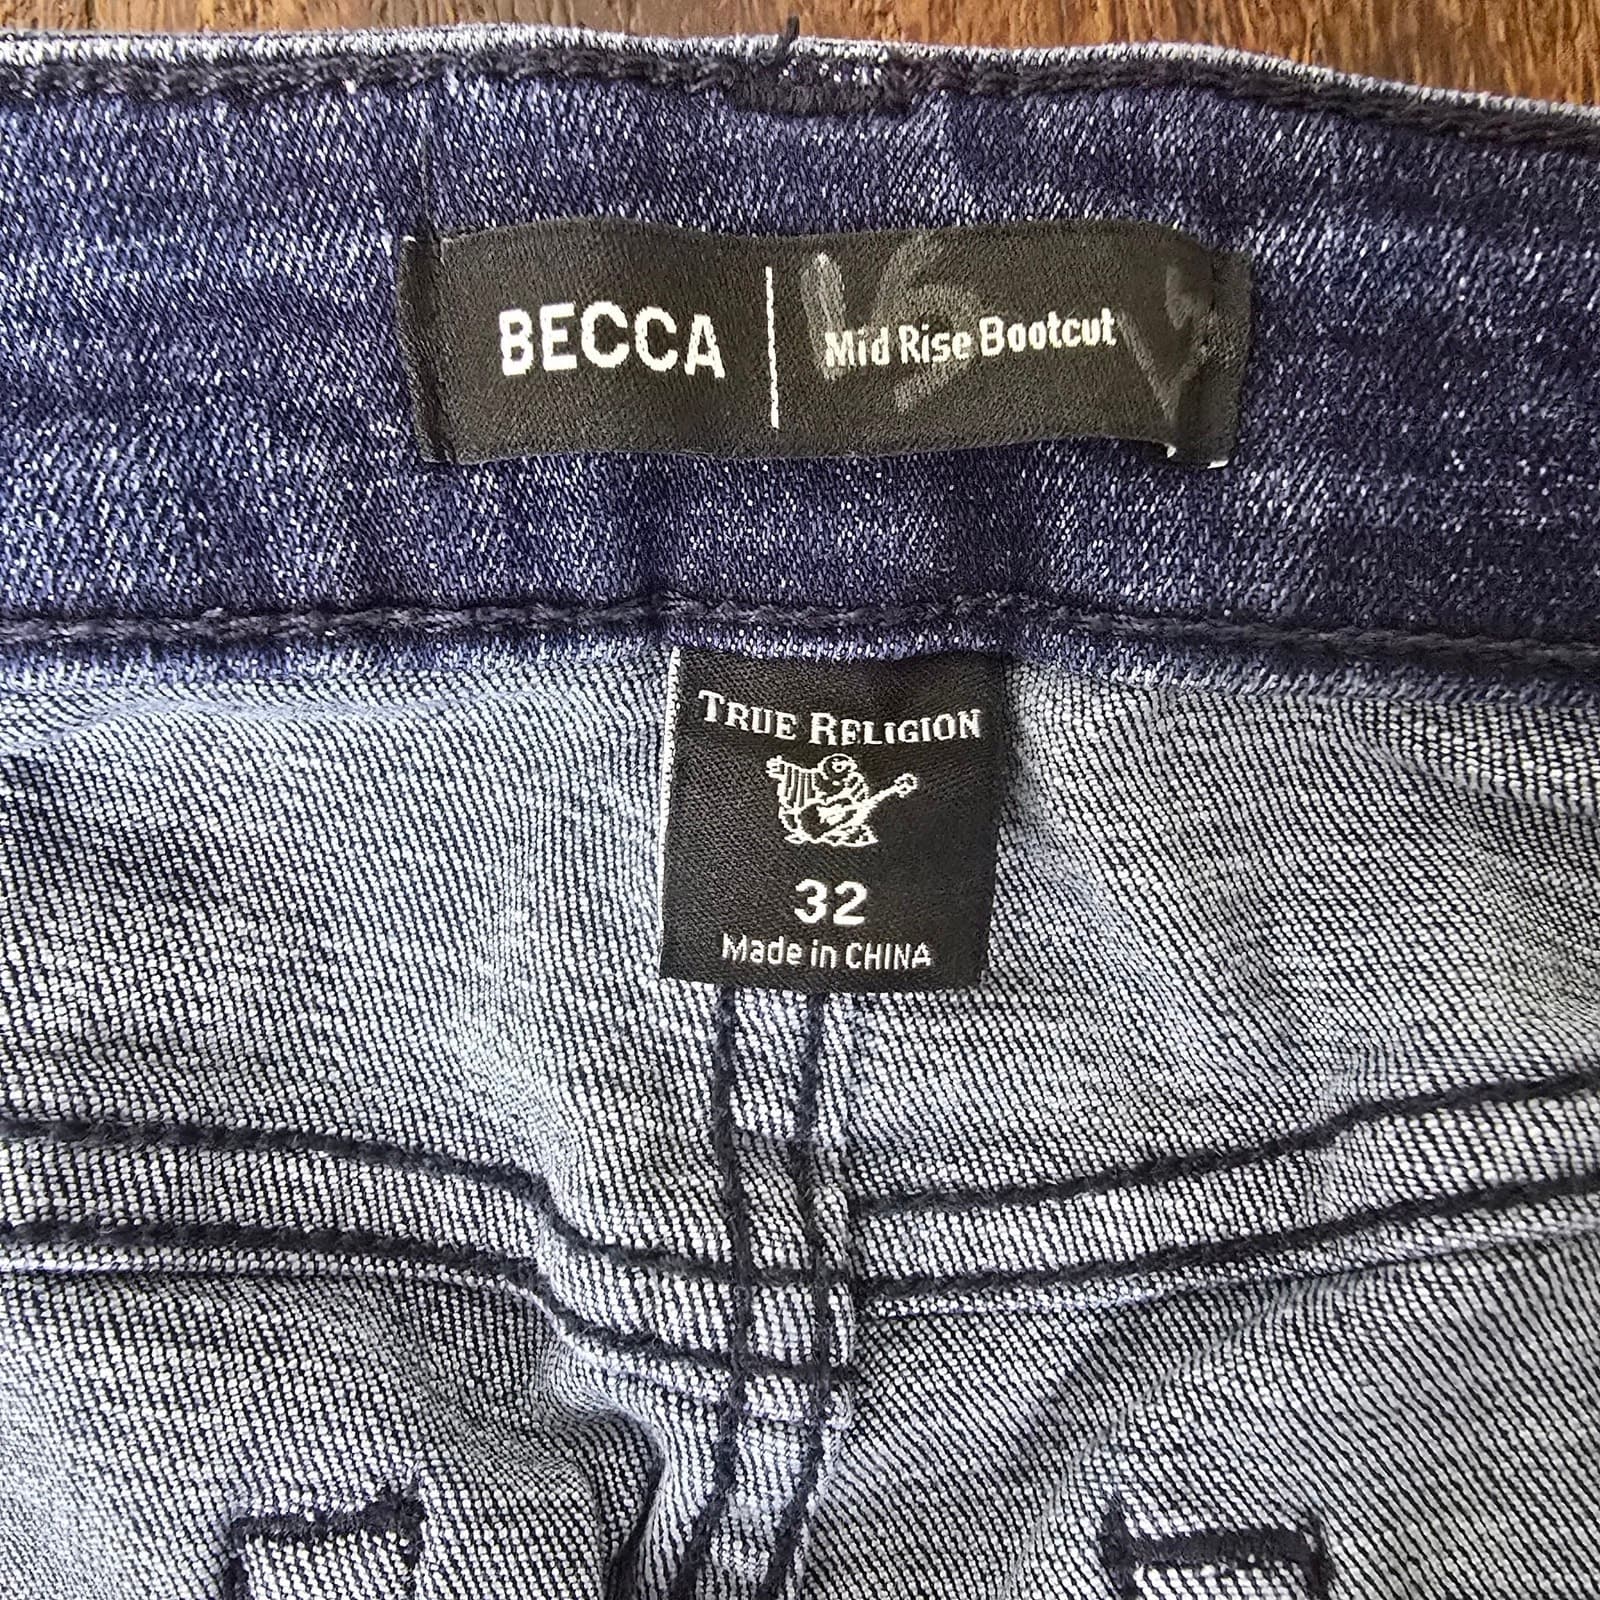 BECCA | Mid Rise Bootcut
TRUE RELIGION
32
Made in CHINA